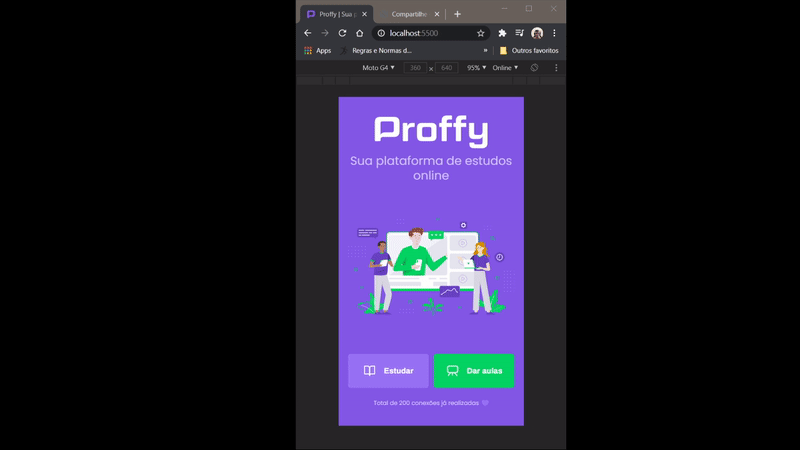 Proffy | Sua p
Compartilhe
localhost:5500
Apps
Regras e Normas d...
»
Outros favoritos
Moto G4 ▼ 360 × 640 95% ▼ Online ▼
Proffy
Sua plataforma de estudos
online
Estudar
Dar aulas
Total de 200 conexões já realizadas 💜